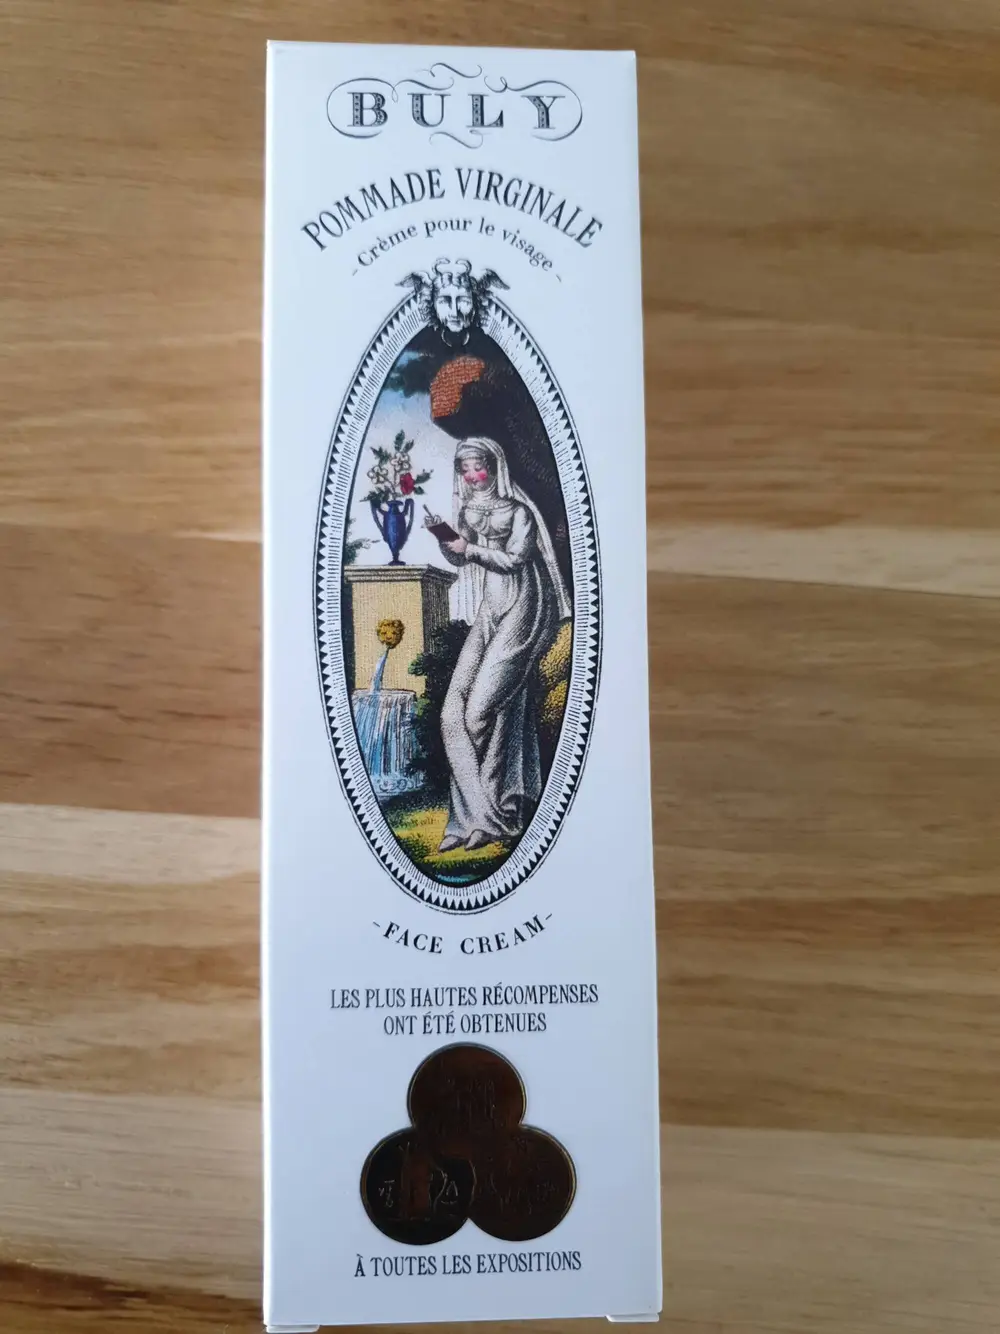 BULY
POMMADE VIRGINALE
- Crème pour le visage -
- FACE CREAM -
LES PLUS HAUTES RÉCOMPENSES
ONT ÉTÉ OBTENUES
À TOUTES LES EXPOSITIONS